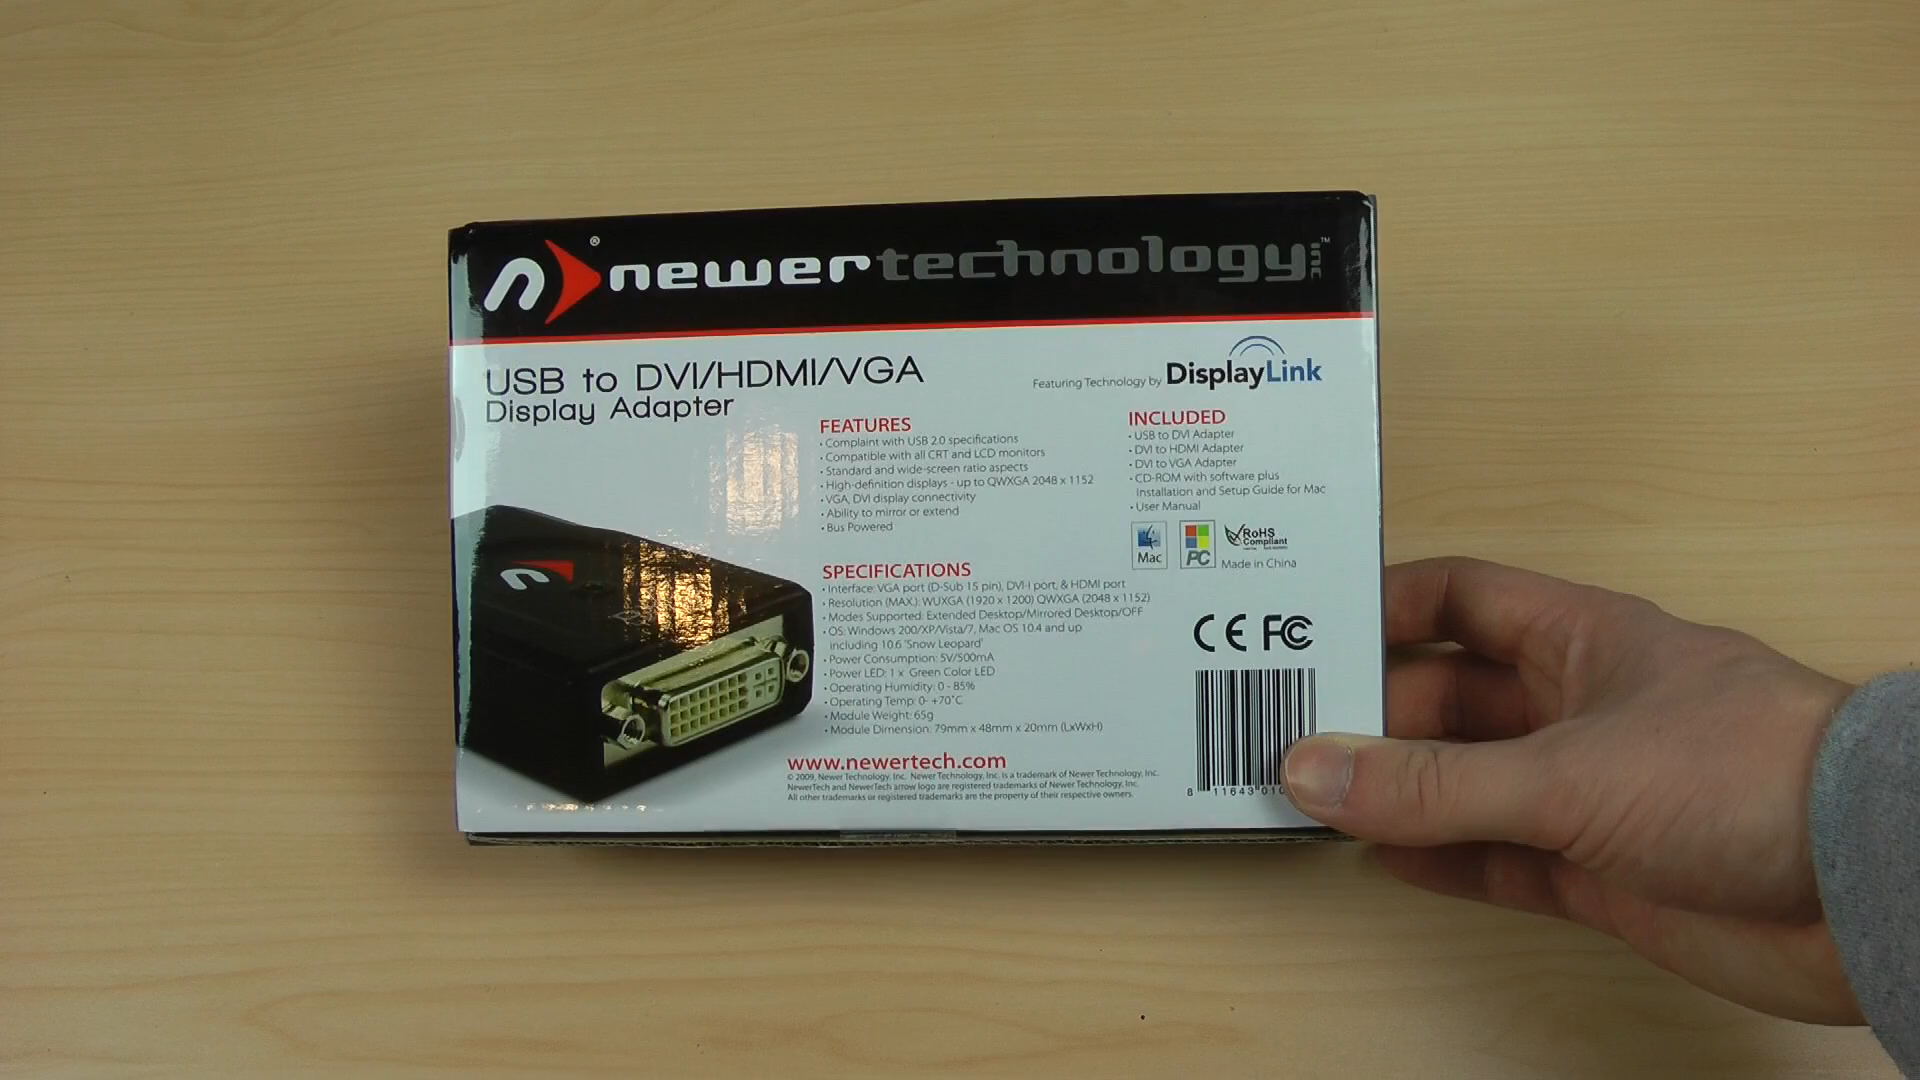 newertechnology inc ™
®
USB to DVI/HDMI/VGA
Display Adapter
Featuring Technology by DisplayLink
FEATURES
• Complaint with USB 2.0 specifications
• Compatible with all CRT and LCD monitors
• Standard and wide-screen ratio aspects
• High-definition displays - up to QWXGA 2048 x 1152
• VGA, DVI display connectivity
• Ability to mirror or extend
• Bus Powered
INCLUDED
• USB to DVI Adapter
• DVI to HDMI Adapter
• DVI to VGA Adapter
• CD-ROM with software plus
Installation and Setup Guide for Mac
• User Manual
Mac
PC
RoHS
Compliant
Made in China
SPECIFICATIONS
• Interface: VGA port (D-Sub 15 pin), DVI-I port, & HDMI port
• Resolution (MAX): WUXGA (1920 x 1200) QWXGA (2048 x 1152)
• Modes Supported: Extended Desktop/Mirrored Desktop/OFF
• OS: Windows 200/XP/Vista/7, Mac OS 10.4 and up
including 10.6 'Snow Leopard'
• Power Consumption: 5V/500mA
• Power LED: 1 x Green Color LED
• Operating Humidity: 0 - 85%
• Operating Temp: 0- +70°C
• Module Weight: 65g
• Module Dimension: 79mm x 48mm x 20mm (LxWxH)
CE FC
www.newertech.com
© 2009, Newer Technology, Inc. Newer Technology, Inc. is a trademark of Newer Technology, Inc.
NewerTech and NewerTech arrow logo are registered trademarks of Newer Technology, Inc.
All other trademarks or registered trademarks are the property of their respective owners.
8 11643 010